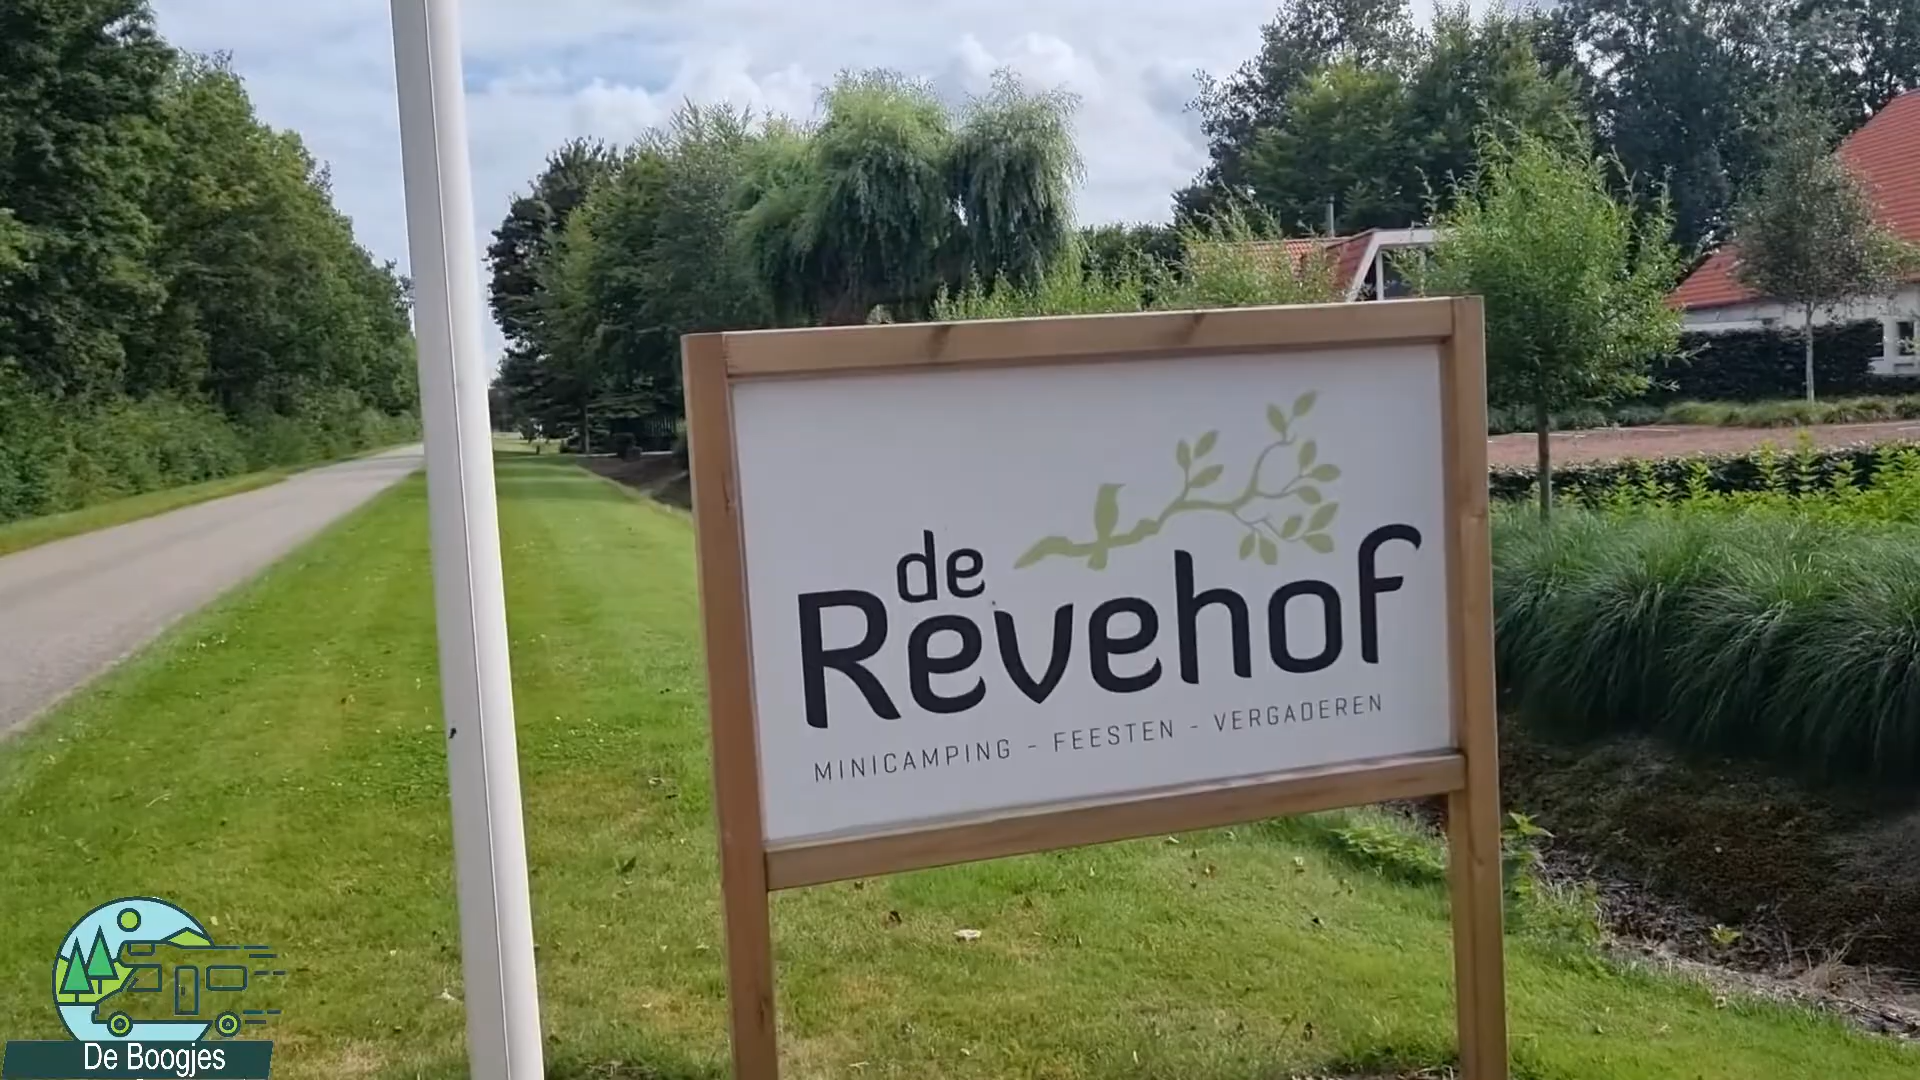 de
Revehof
MINICAMPING - FEESTEN - VERGADEREN
De Boogjes